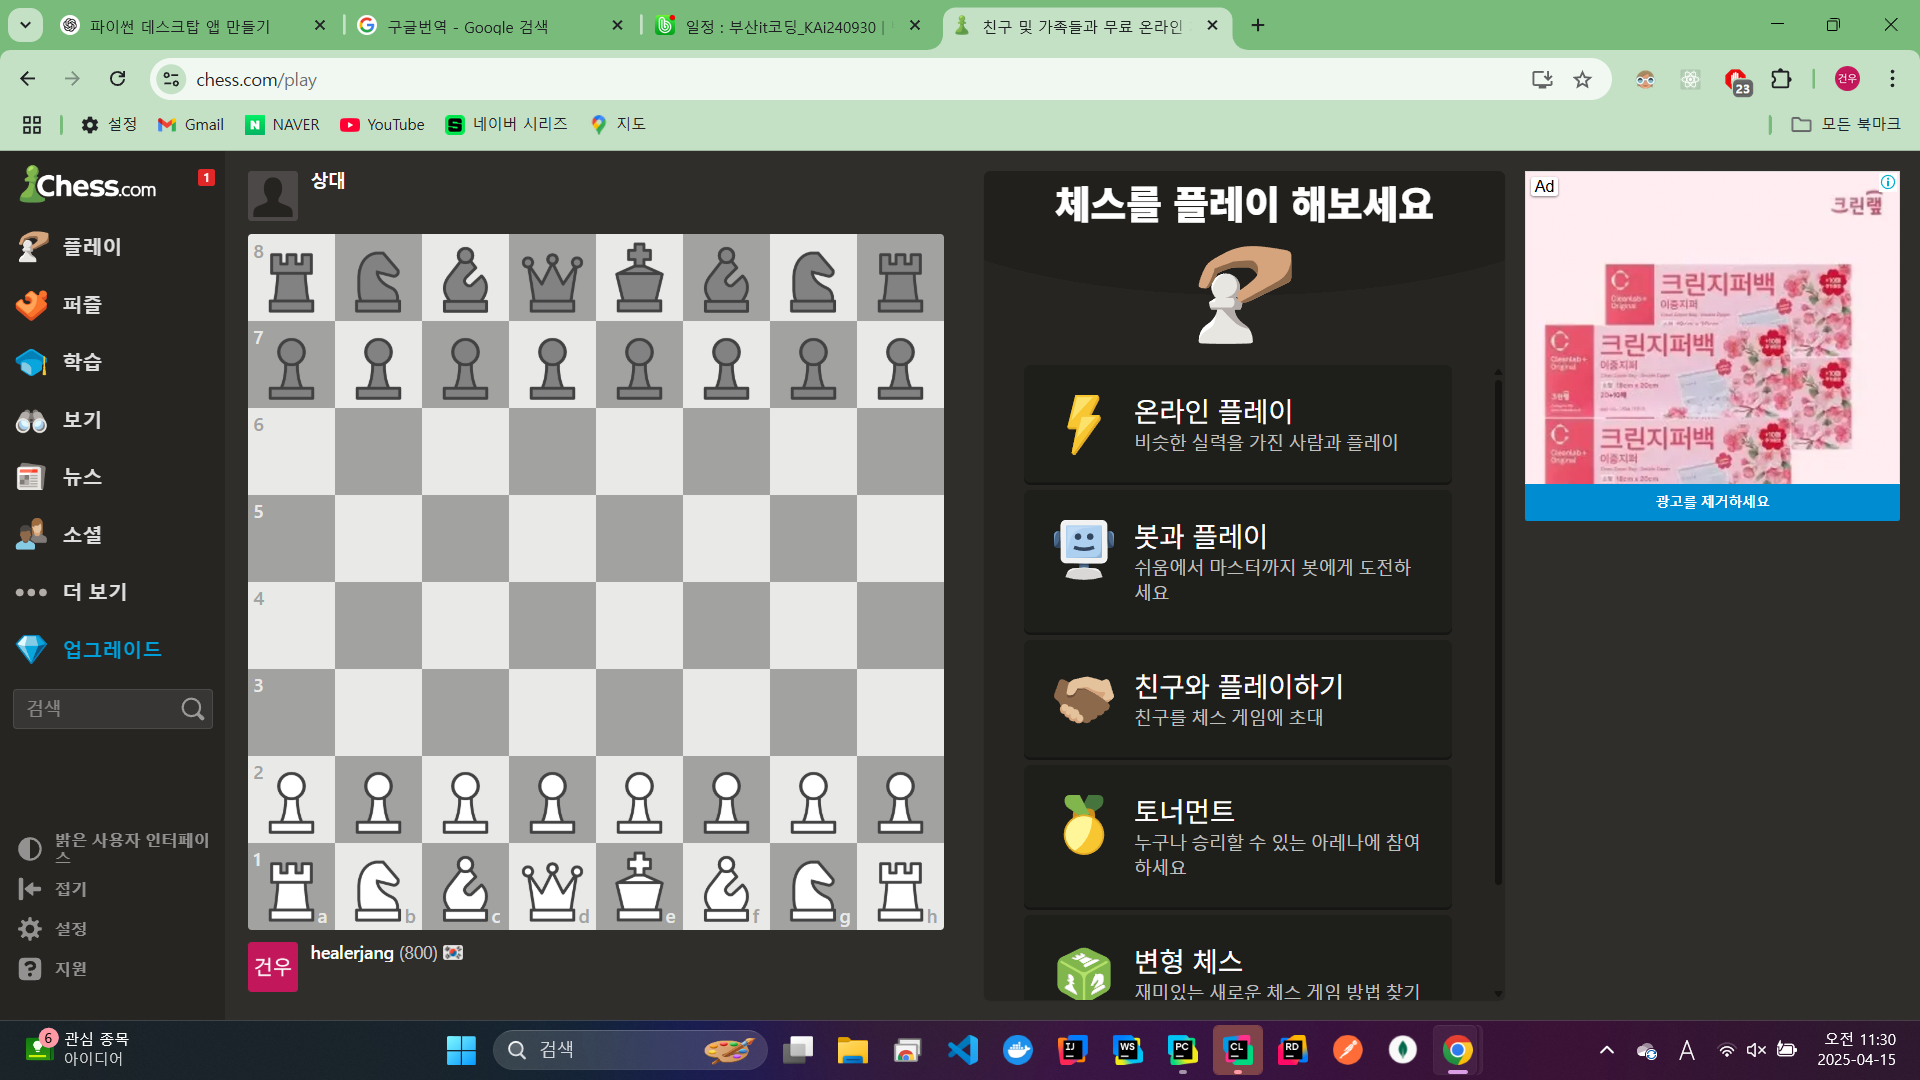 파이썬 데스크탑 앱 만들기
구글번역 - Google 검색
일정 : 부산it코딩_KAi240930 |
친구 및 가족들과 무료 온라인
chess.com/play
23
건우
설정
Gmail
NAVER
YouTube
네이버 시리즈
지도
모든 북마크
Chess.com
1
플레이
퍼즐
학습
보기
뉴스
소셜
더 보기
업그레이드
검색
밝은 사용자 인터페이
스
접기
설정
지원
상대
8
7
6
5
4
3
2
1
a b c d e f g h
건우
healerjang (800)
체스를 플레이 해보세요
온라인 플레이
비슷한 실력을 가진 사람과 플레이
봇과 플레이
쉬움에서 마스터까지 봇에게 도전하
세요
친구와 플레이하기
친구를 체스 게임에 초대
토너먼트
누구나 승리할 수 있는 아레나에 참여
하세요
변형 체스
재미있는 새로운 체스 게임 방법 찾기
Ad
크린랲
크린지퍼백
이중지퍼
Cleanlab+
Original
크린지퍼백
이중지퍼
Cleanlab+
Original
크린지퍼백
이중지퍼
광고를 제거하세요
6
관심 종목
아이디어
검색
IJ
WS
PC
CL
RD
A
오전 11:30
2025-04-15